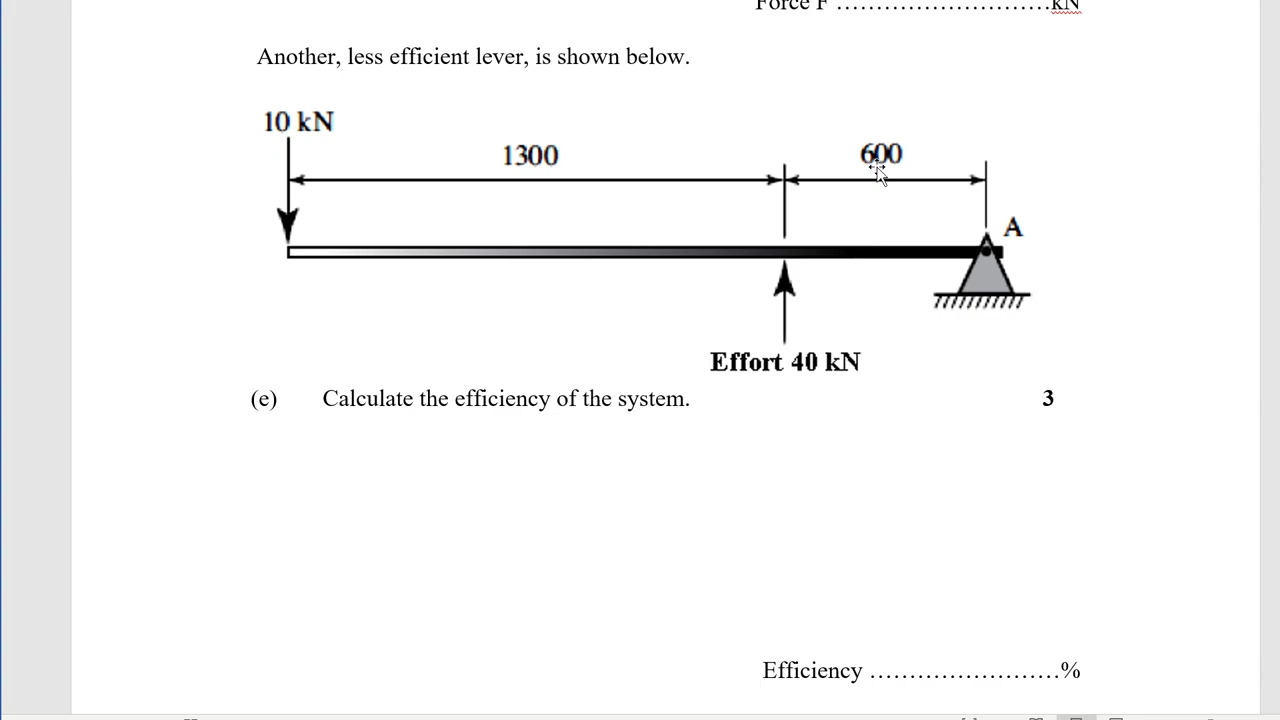 Force F ………………………kN
Another, less efficient lever, is shown below.
10 kN
1300
600
A
Effort 40 kN
(e) Calculate the efficiency of the system. 3
Efficiency ……………………%